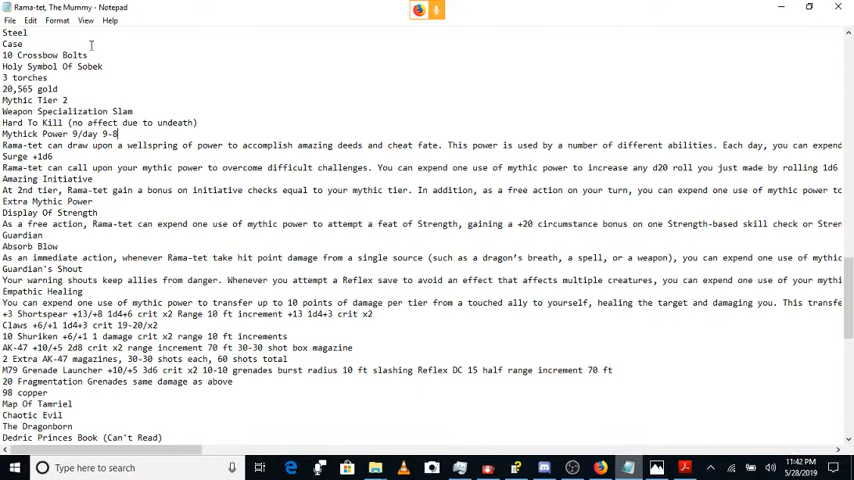 Rama-tet, The Mummy - Notepad
File Edit Format View Help
Steel
Case
10 Crossbow Bolts
Holy Symbol Of Sobek
3 torches
20,565 gold
Mythic Tier 2
Weapon Specialization Slam
Hard To Kill (no affect due to undeath)
Mythick Power 9/day 9-8
Rama-tet can draw upon a wellspring of power to accomplish amazing deeds and cheat fate. This power is used by a number of different abilities. Each day, you can expend
Surge +1d6
Rama-tet can call upon your mythic power to overcome difficult challenges. You can expend one use of mythic power to increase any d20 roll you just made by rolling 1d6
Amazing Initiative
At 2nd tier, Rama-tet gain a bonus on initiative checks equal to your mythic tier. In addition, as a free action on your turn, you can expend one use of mythic power to
Extra Mythic Power
Display Of Strength
As a free action, Rama-tet can expend one use of mythic power to attempt a feat of Strength, gaining a +20 circumstance bonus on one Strength-based skill check or Stren
Guardian
Absorb Blow
As an immediate action, whenever Rama-tet take hit point damage from a single source (such as a dragon's breath, a spell, or a weapon), you can expend one use of mythic
Guardian's Shout
Your warning shouts keep allies from danger. Whenever you attempt a Reflex save to avoid an effect that affects multiple creatures, you can expend one use of your mythi
Empathic Healing
You can expend one use of mythic power to transfer up to 10 points of damage per tier from a touched ally to yourself, healing the target and damaging you. This transfe
+3 Shortspear +13/+8 1d4+6 crit x2 Range 10 ft increment +13 1d4+3 crit x2
Claws +6/+1 1d4+3 crit 19-20/x2
10 Shuriken +6/+1 1 damage crit x2 range 10 ft increments
AK-47 +10/+5 2d8 crit x2 range increment 70 ft 30-30 shot box magazine
2 Extra AK-47 magazines, 30-30 shots each, 60 shots total
M79 Grenade Launcher +10/+5 3d6 crit x2 10-10 grenades burst radius 10 ft slashing Reflex DC 15 half range increment 70 ft
20 Fragmentation Grenades same damage as above
98 copper
Map Of Tamriel
Chaotic Evil
The Dragonborn
Dedric Princes Book (Can't Read)
Type here to search
11:42 PM
5/28/2019